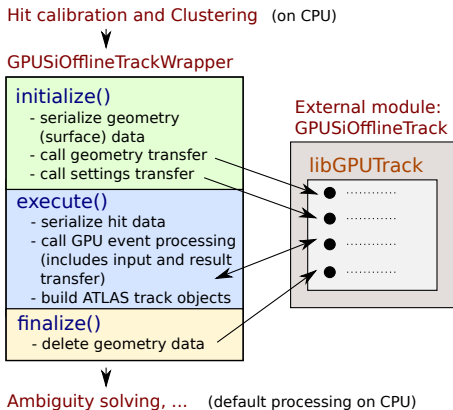 Hit calibration and Clustering (on CPU)
GPUSiOfflineTrackWrapper
initialize()
- serialize geometry
(surface) data
- call geometry transfer
- call settings transfer
execute()
- serialize hit data
- call GPU event processing
(includes input and result
transfer)
- build ATLAS track objects
finalize()
- delete geometry data
External module:
GPUSiOfflineTrack
libGPUTrack
Ambiguity solving, ... (default processing on CPU)